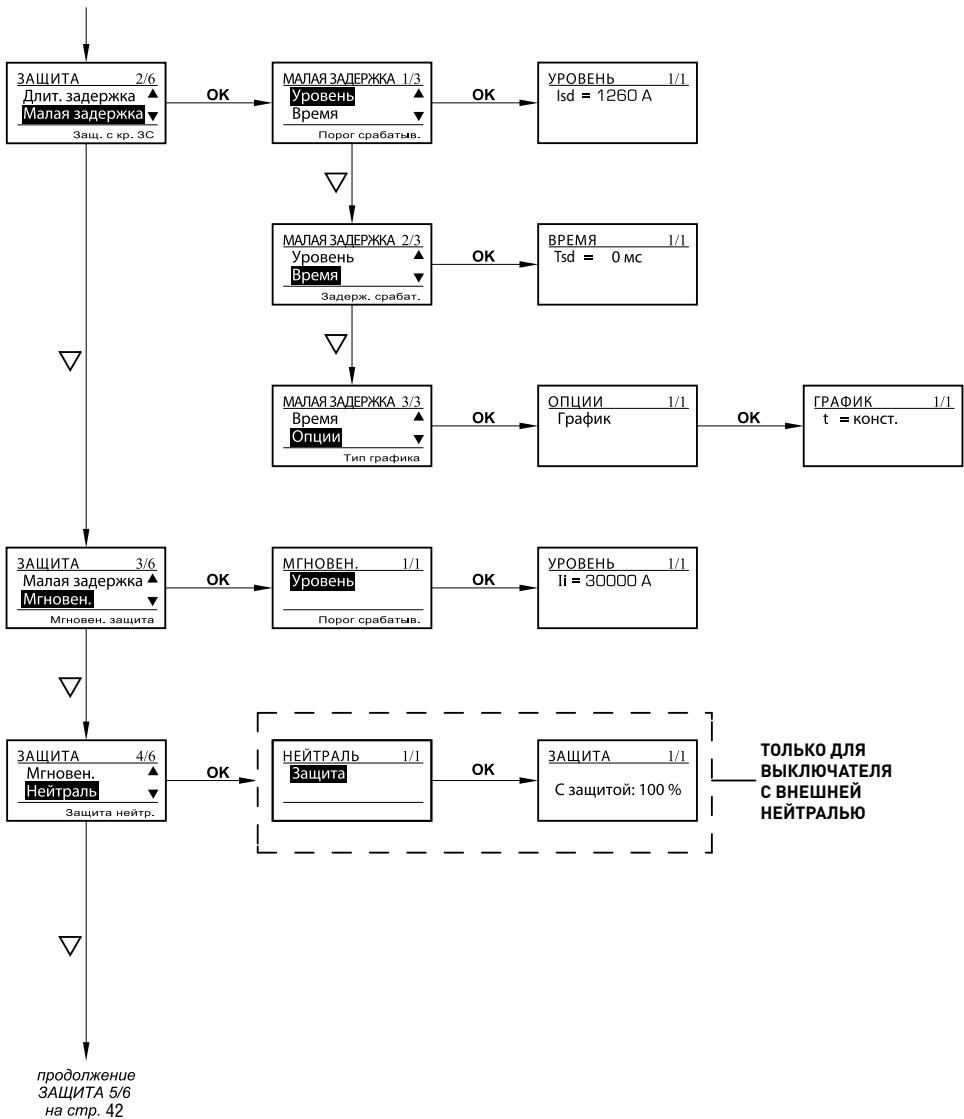 ЗАЩИТА 2/6
Длит. задержка ▲
Малая задержка ▼
Защ. с кр. ЗС
OK
МАЛАЯ ЗАДЕРЖКА 1/3
Уровень ▲
Время ▼
Порог срабатыв.
OK
УРОВЕНЬ 1/1
Isd = 1260 A
▽
МАЛАЯ ЗАДЕРЖКА 2/3
Уровень ▲
Время ▼
Задерж. срабат.
OK
ВРЕМЯ 1/1
Tsd = 0 мс
▽
▽
МАЛАЯ ЗАДЕРЖКА 3/3
Время ▲
Опции ▼
Тип графика
OK
ОПЦИИ 1/1
График
OK
ГРАФИК 1/1
t = конст.
ЗАЩИТА 3/6
Малая задержка ▲
Мгновен. ▼
Мгновен. защита
OK
МГНОВЕН. 1/1
Уровень
Порог срабатыв.
OK
УРОВЕНЬ 1/1
Ii = 30000 A
▽
ЗАЩИТА 4/6
Мгновен. ▲
Нейтраль ▼
Защита нейтр.
OK
НЕЙТРАЛЬ 1/1
Защита
OK
ЗАЩИТА 1/1
С защитой: 100 %
ТОЛЬКО ДЛЯ
ВЫКЛЮЧАТЕЛЯ
С ВНЕШНЕЙ
НЕЙТРАЛЬЮ
▽
продолжение
ЗАЩИТА 5/6
на стр. 42